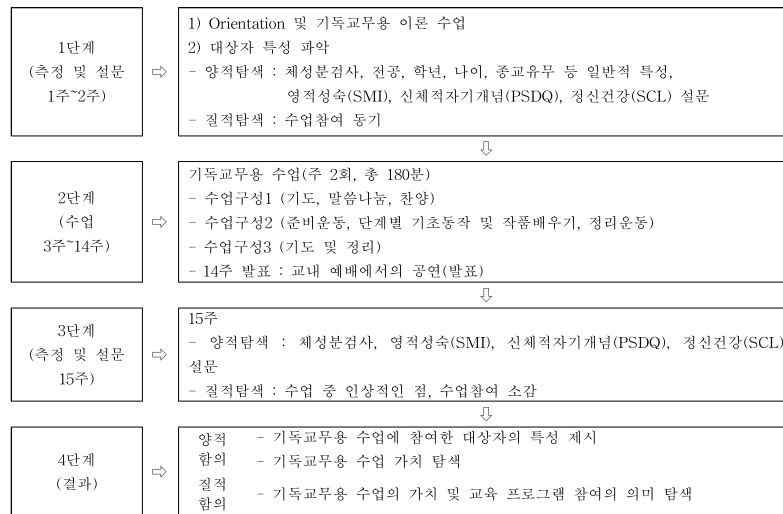 1단계
(측정 및 설문
1주~2주)
⇨
1) Orientation 및 기독교무용 이론 수업
2) 대상자 특성 파악
- 양적탐색 : 체성분검사, 전공, 학년, 나이, 종교유무 등 일반적 특성,
영적성숙(SMI), 신체적자기개념(PSDQ), 정신건강(SCL) 설문
- 질적탐색 : 수업참여 동기
⇩
2단계
(수업
3주~14주)
⇨
기독교무용 수업(주 2회, 총 180분)
- 수업구성1 (기도, 말씀나눔, 찬양)
- 수업구성2 (준비운동, 단계별 기초동작 및 작품배우기, 정리운동)
- 수업구성3 (기도 및 정리)
- 14주 발표 : 교내 예배에서의 공연(발표)
⇩
3단계
(측정 및 설문
15주)
⇨
15주
- 양적탐색 : 체성분검사, 영적성숙(SMI), 신체적자기개념(PSDQ), 정신건강(SCL)
설문
- 질적탐색 : 수업 중 인상적인 점, 수업참여 소감
⇩
4단계
(결과)
⇨
양적
함의
- 기독교무용 수업에 참여한 대상자의 특성 제시
- 기독교무용 수업 가치 탐색
질적
함의
- 기독교무용 수업의 가치 및 교육 프로그램 참여의 의미 탐색